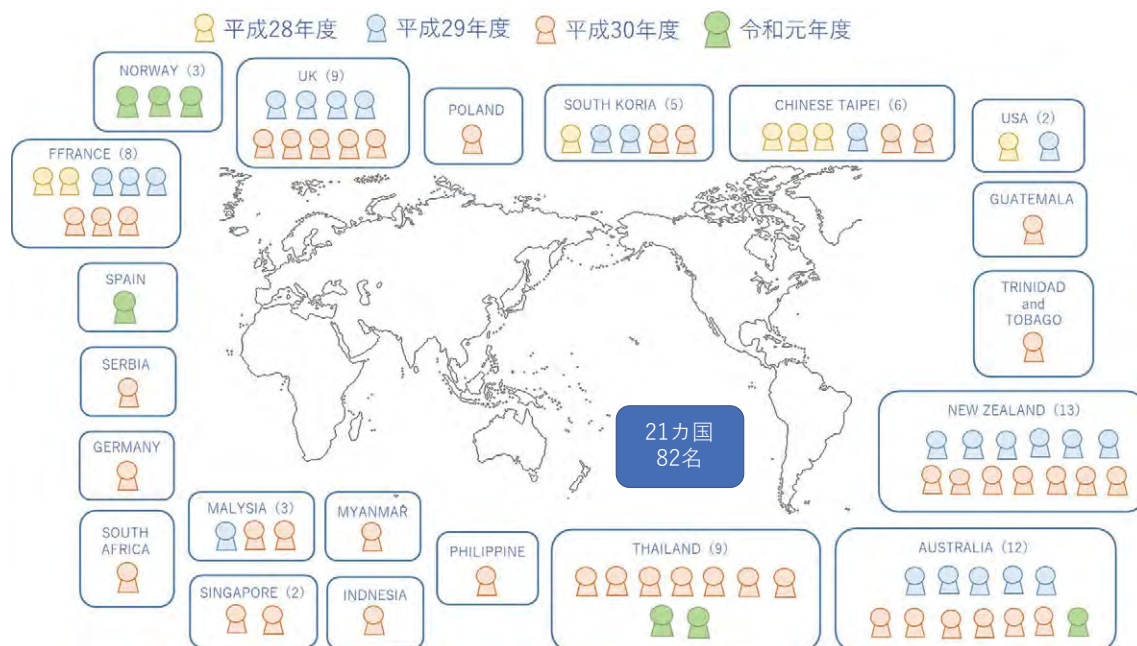 平成28年度 平成29年度 平成30年度 令和元年度
NORWAY (3)
UK (9)
POLAND
SOUTH KORIA (5)
CHINESE TAIPEI (6)
USA (2)
FFRANCE (8)
GUATEMALA
SPAIN
TRINIDAD
and
TOBAGO
SERBIA
NEW ZEALAND (13)
21カ国
82名
GERMANY
MALYSIA (3)
MYANMAR
SOUTH
AFRICA
PHILIPPINE
THAILAND (9)
AUSTRALIA (12)
SINGAPORE (2)
INDNESIA